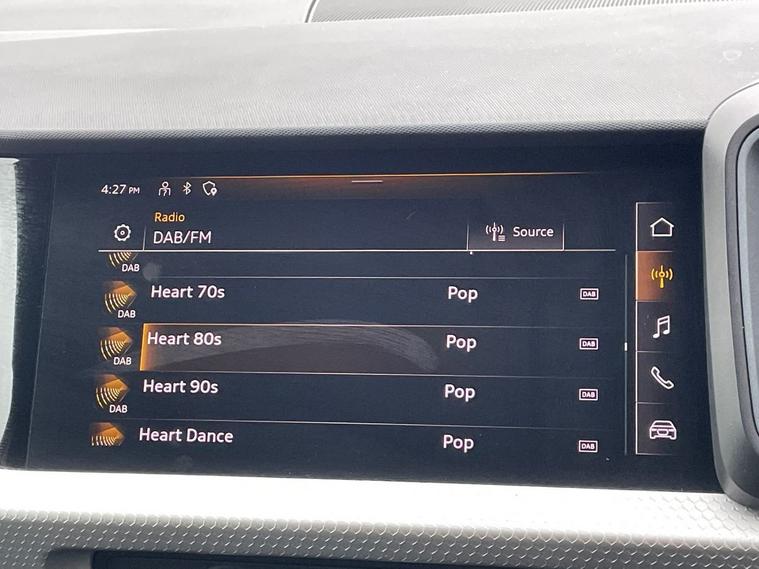 4:27 PM
Radio
DAB/FM
Source
DAB
Heart 70s Pop DAB
DAB
Heart 80s Pop DAB
DAB
Heart 90s Pop DAB
DAB
Heart Dance Pop DAB